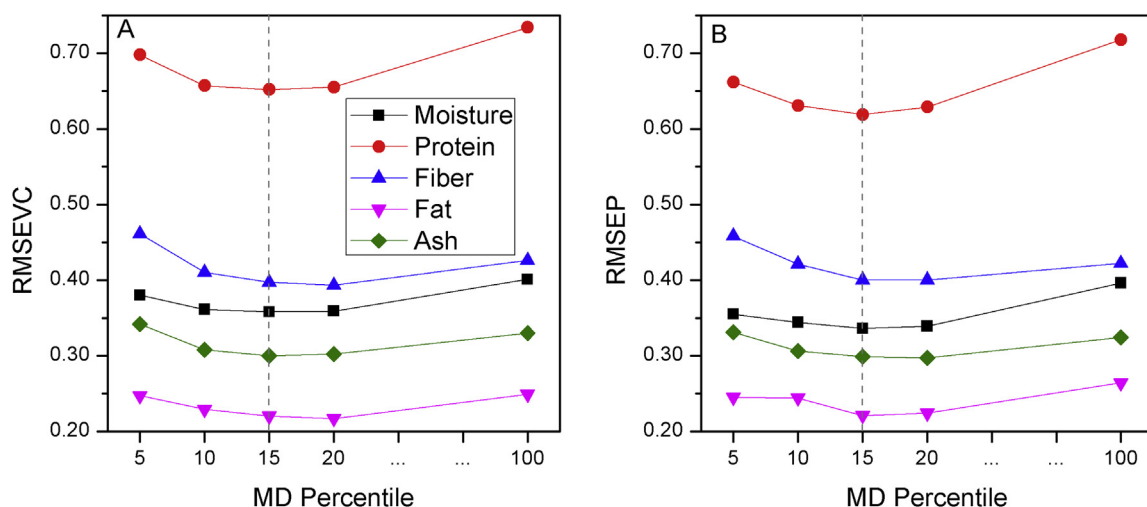 A
0.70
0.60
0.50
0.40
0.30
0.20
RMSEVC
Moisture
Protein
Fiber
Fat
Ash
5 10 15 20 ... ... 100
MD Percentile
B
0.70
0.60
0.50
0.40
0.30
0.20
RMSEP
5 10 15 20 ... ... 100
MD Percentile